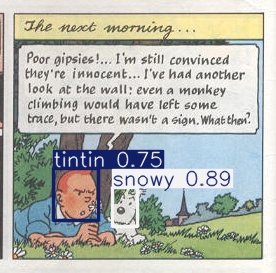 The next morning...
Poor gipsies!... I'm still convinced
they're innocent... I've had another
look at the wall: even a monkey
climbing would have left some
trace, but there wasn't a sign. What then?
tintin 0.75
snowy 0.89